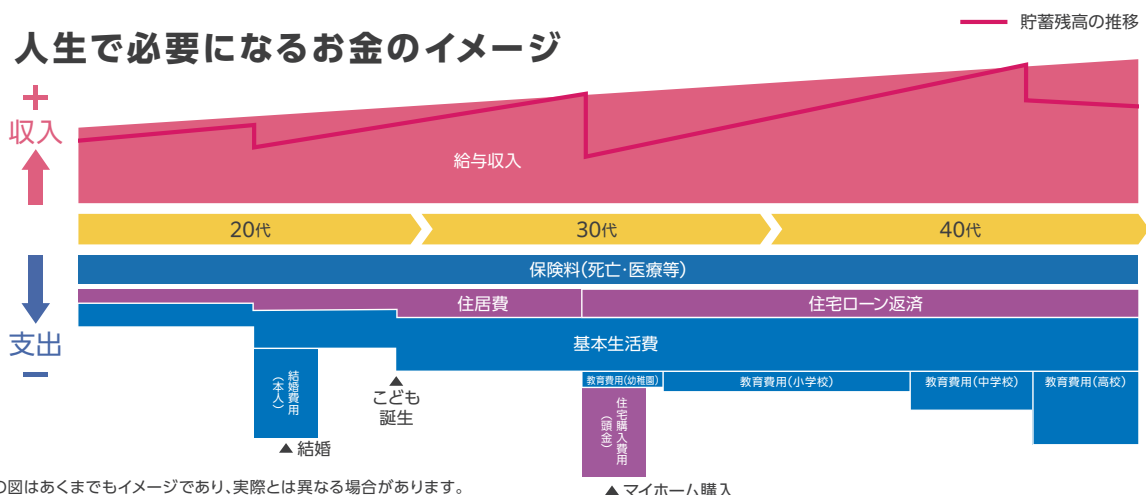 貯蓄残高の推移
人生で必要になるお金のイメージ
＋
収入
給与収入
20代
30代
40代
保険料(死亡・医療等)
住居費
住宅ローン返済
支出
－
基本生活費
結婚費用
(本人)
▲結婚
▲
こども
誕生
教育費用(幼稚園)
教育費用(小学校)
教育費用(中学校)
教育費用(高校)
住宅購入費用
(頭金)
▲マイホーム購入
の図はあくまでもイメージであり、実際とは異なる場合があります。